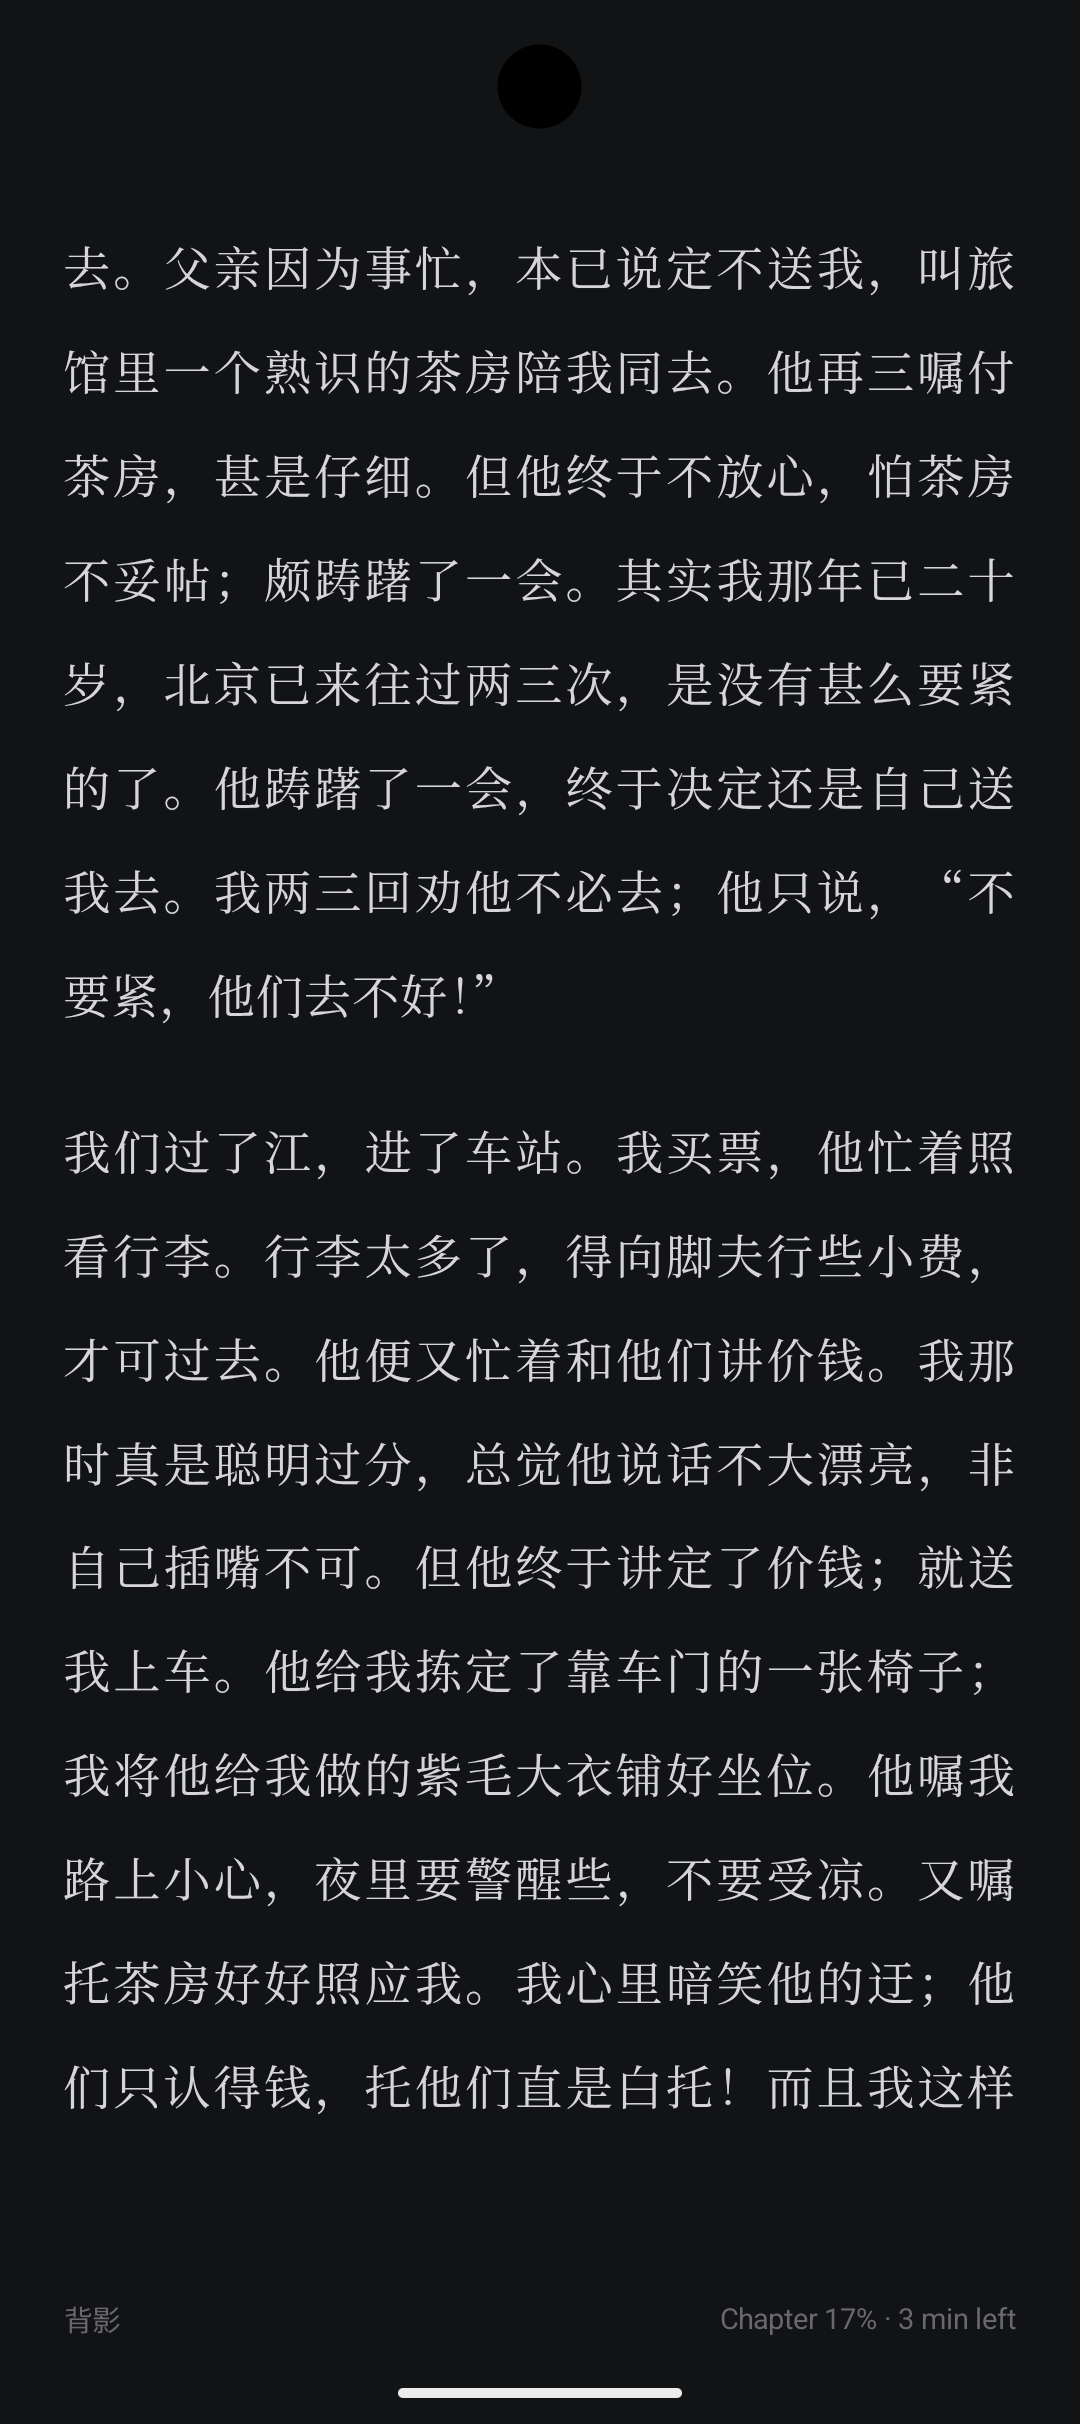 去。父亲因为事忙，本已说定不送我，叫旅
馆里一个熟识的茶房陪我同去。他再三嘱付
茶房，甚是仔细。但他终于不放心，怕茶房
不妥帖；颇踌躇了一会。其实我那年已二十
岁，北京已来往过两三次，是没有甚么要紧
的了。他踌躇了一会，终于决定还是自己送
我去。我两三回劝他不必去；他只说，“不
要紧，他们去不好！”
我们过了江，进了车站。我买票，他忙着照
看行李。行李太多了，得向脚夫行些小费，
才可过去。他便又忙着和他们讲价钱。我那
时真是聪明过分，总觉他说话不大漂亮，非
自己插嘴不可。但他终于讲定了价钱；就送
我上车。他给我拣定了靠车门的一张椅子；
我将他给我做的紫毛大衣铺好坐位。他嘱我
路上小心，夜里要警醒些，不要受凉。又嘱
托茶房好好照应我。我心里暗笑他的迂；他
们只认得钱，托他们直是白托！而且我这样
背影
Chapter 17% · 3 min left